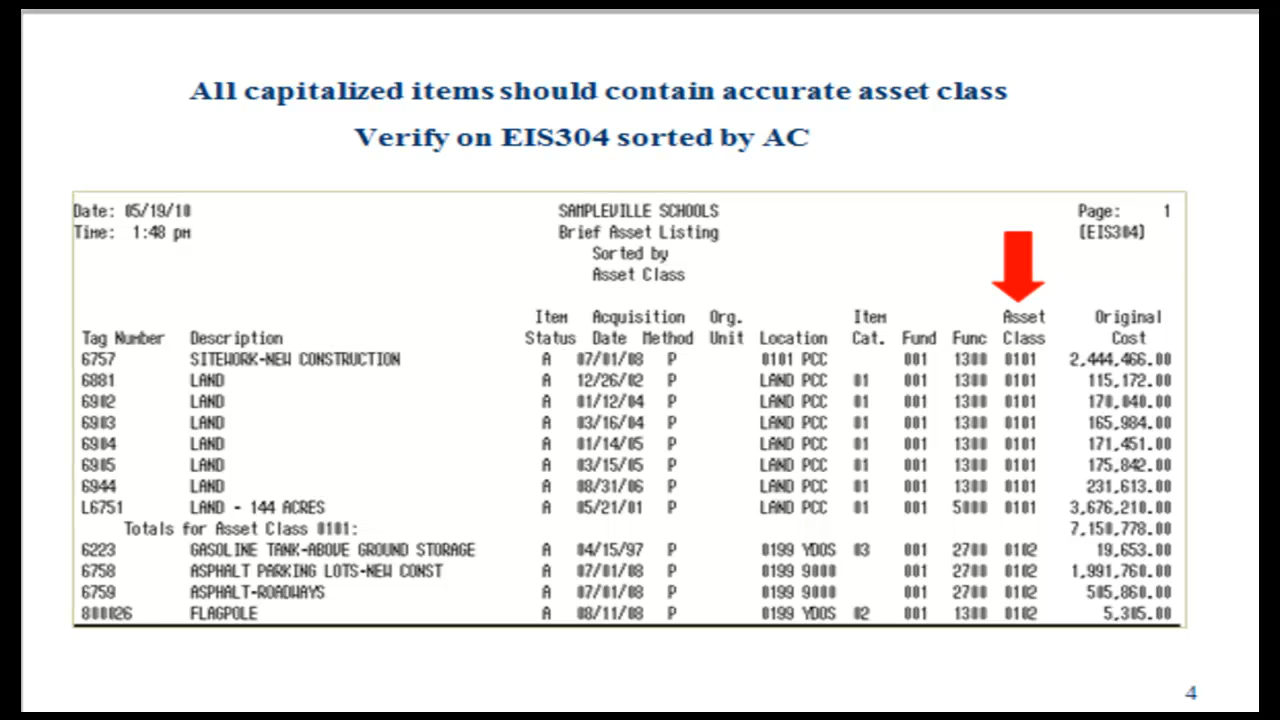 All capitalized items should contain accurate asset class
Verify on EIS304 sorted by AC
Date: 05/19/10 SAMPLEVILLE SCHOOLS Page: 1
Time: 1:48 pm Brief Asset Listing (EIS304)
Sorted by
Asset Class
Item Acquisition Org. Item Asset Original
Tag Number Description Status Date Method Unit Location Cat. Fund Func Class Cost
6757 SITEWORK-NEW CONSTRUCTION A 07/01/08 P 0101 PCC 001 1300 0101 2,444,466.00
6881 LAND A 12/26/02 P LAND PCC 01 001 1300 0101 115,172.00
6902 LAND A 01/12/04 P LAND PCC 01 001 1300 0101 170,040.00
6903 LAND A 03/16/04 P LAND PCC 01 001 1300 0101 165,984.00
6904 LAND A 01/14/05 P LAND PCC 01 001 1300 0101 171,451.00
6905 LAND A 03/15/05 P LAND PCC 01 001 1300 0101 175,842.00
6944 LAND A 08/31/06 P LAND PCC 01 001 1300 0101 231,613.00
L6751 LAND - 144 ACRES A 05/21/01 P LAND PCC 01 001 5000 0101 3,676,210.00
Totals for Asset Class 0101: 7,150,778.00
6223 GASOLINE TANK-ABOVE GROUND STORAGE A 04/15/97 P 0199 YDOS 03 001 2700 0102 19,653.00
6758 ASPHALT PARKING LOTS-NEW CONST A 07/01/08 P 0199 9000 001 2700 0102 1,991,760.00
6759 ASPHALT-ROADWAYS A 07/01/08 P 0199 9000 001 2700 0102 505,860.00
800026 FLAGPOLE A 08/11/08 P 0199 YDOS 02 001 1300 0102 5,305.00
4